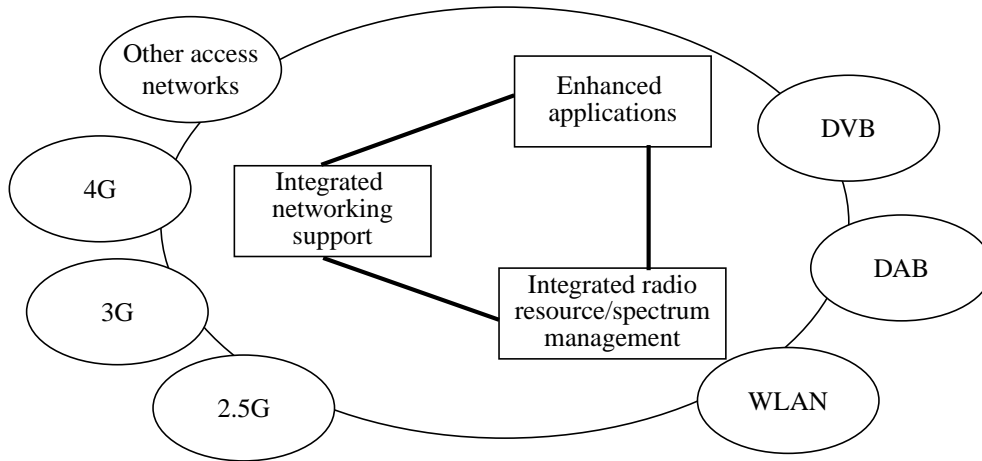 Other access
networks
Enhanced
applications
DVB
4G
Integrated
networking
support
DAB
3G
Integrated radio
resource/spectrum
management
2.5G
WLAN